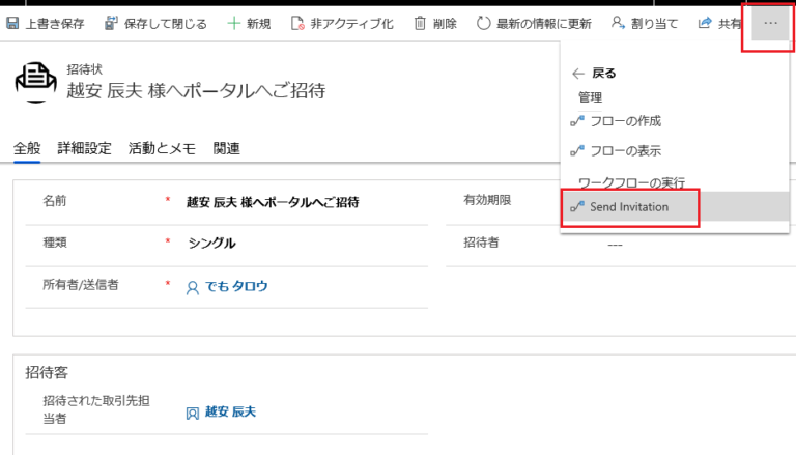 上書き保存 保存して閉じる 新規 非アクティブ化 削除 最新の情報に更新 割り当て 共有 ...
招待状
越安 辰夫 様へポータルへご招待
全般 詳細設定 活動とメモ 関連
← 戻る
管理
フローの作成
フローの表示
ワークフローの実行
Send Invitation
名前 * 越安 辰夫 様へポータルへご招待 有効期限
種類 * シングル 招待者 ---
所有者/送信者 * でも タロウ
招待客
招待された取引先担
当者
越安 辰夫